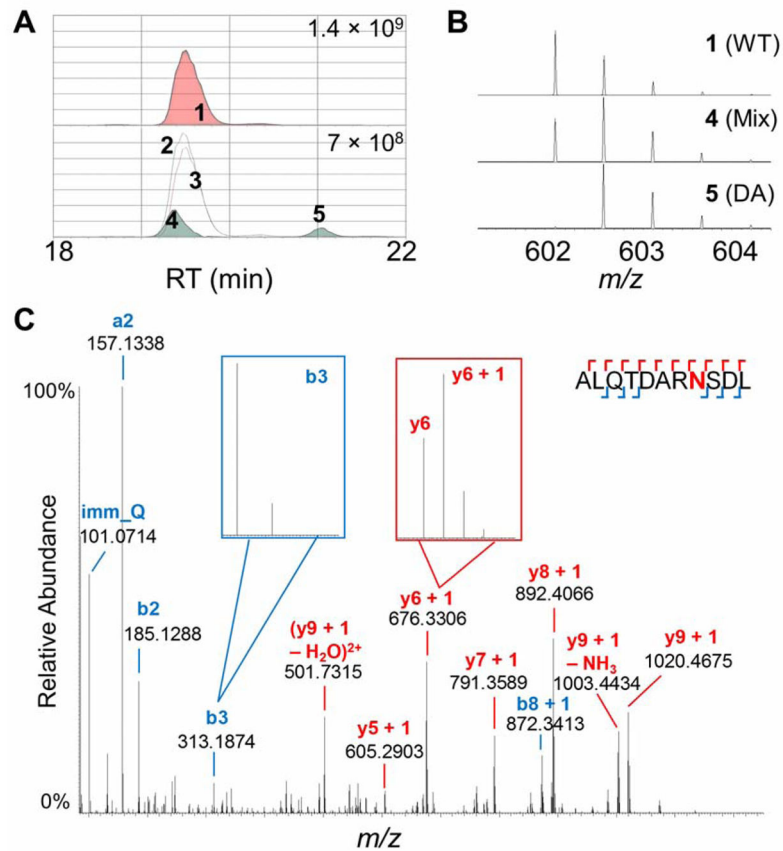 A
1.4 × 10⁹
1
2
7 × 10⁸
3
4
5
18
22
RT (min)
B
1 (WT)
4 (Mix)
5 (DA)
602
603
604
m/z
C
a2
157.1338
100%
b3
y6 + 1
y6
ALQTDARNSDL
imm_Q
101.0714
b2
185.1288
(y9 + 1
– H₂O)²⁺
501.7315
y6 + 1
676.3306
y8 + 1
892.4066
y9 + 1
– NH₃
1003.4434
y9 + 1
1020.4675
b3
313.1874
y5 + 1
605.2903
y7 + 1
791.3589
b8 + 1
872.3413
Relative Abundance
0%
m/z